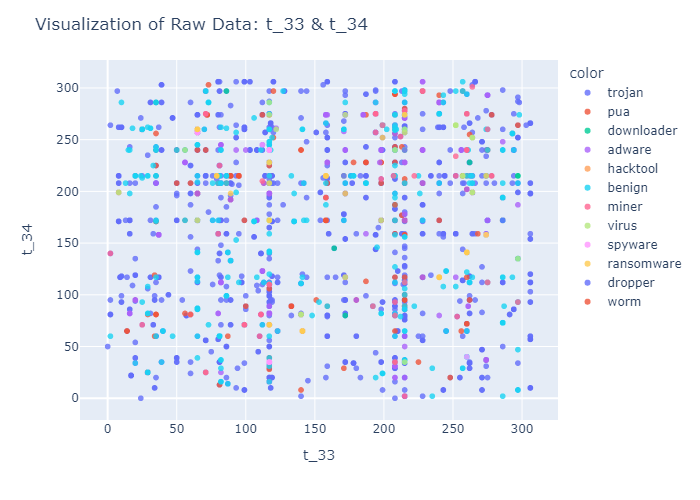 Visualization of Raw Data: t_33 & t_34
color
trojan
pua
downloader
adware
hacktool
benign
miner
virus
spyware
ransomware
dropper
worm
t_34
300
250
200
150
100
50
0
0 50 100 150 200 250 300
t_33